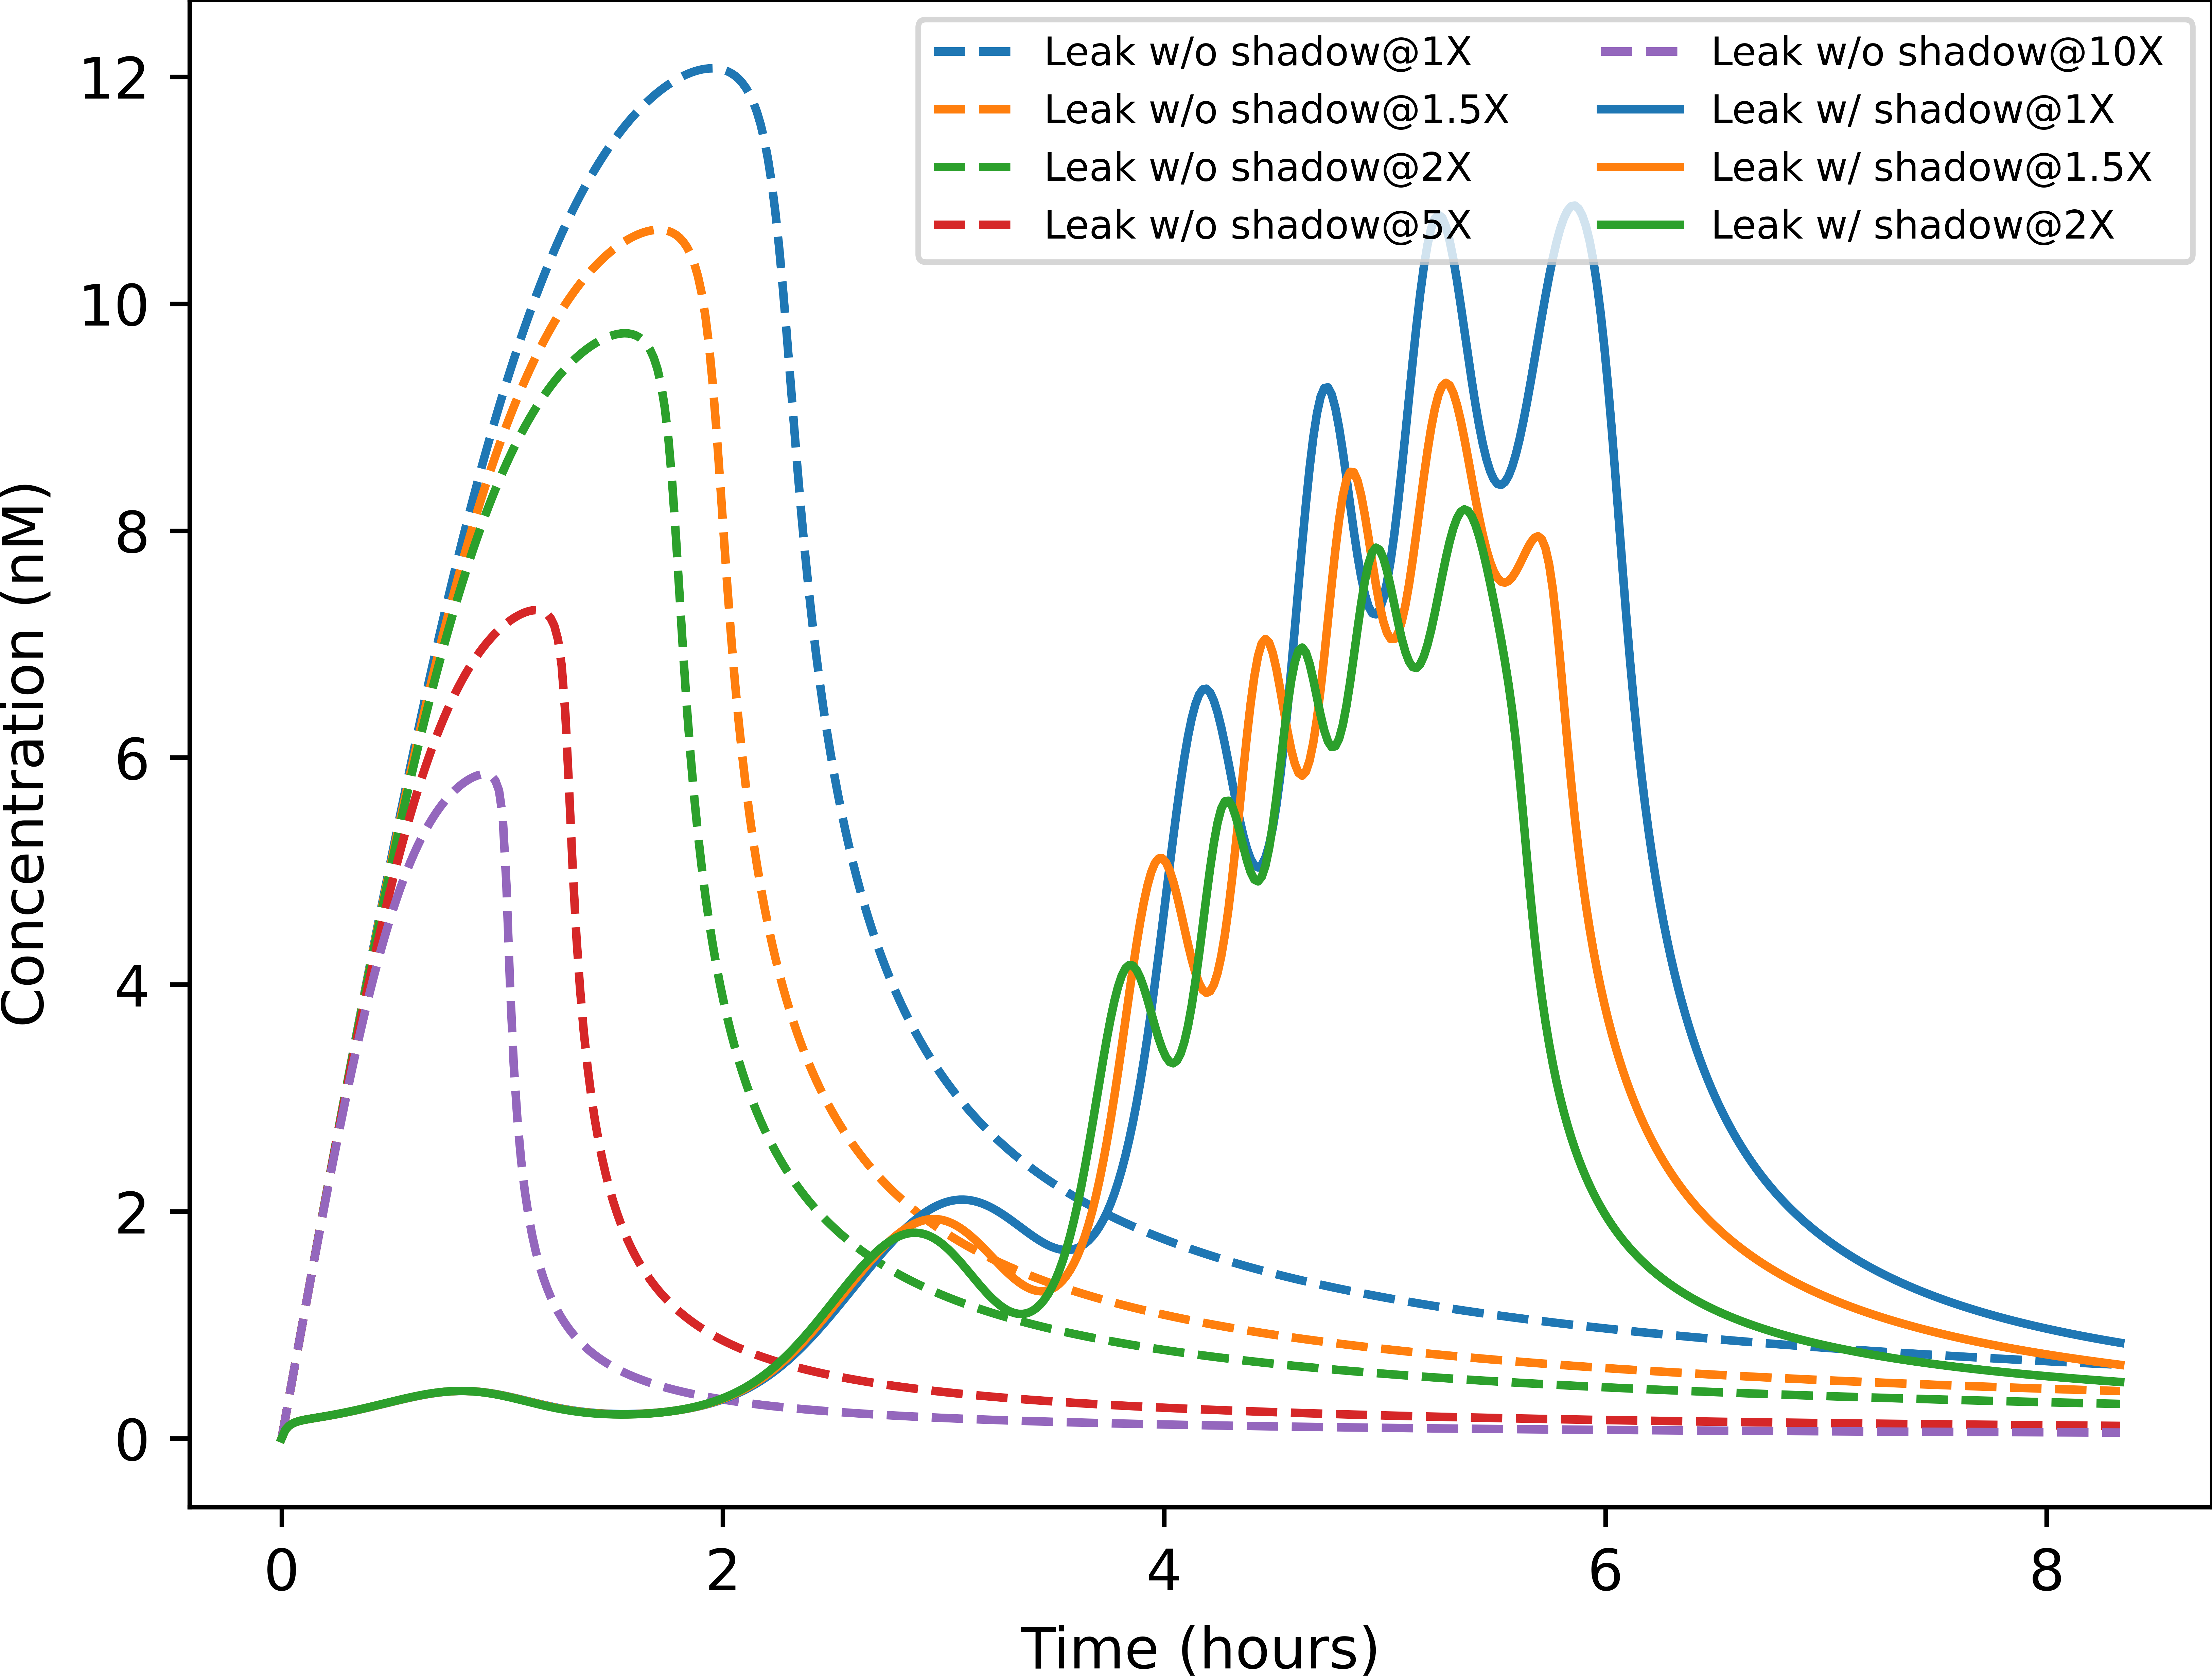 Leak w/o shadow@1X
Leak w/o shadow@1.5X
Leak w/o shadow@2X
Leak w/o shadow@5X
Leak w/o shadow@10X
Leak w/ shadow@1X
Leak w/ shadow@1.5X
Leak w/ shadow@2X
Concentration (nM)
12
10
8
6
4
2
0
0
2
4
6
8
Time (hours)